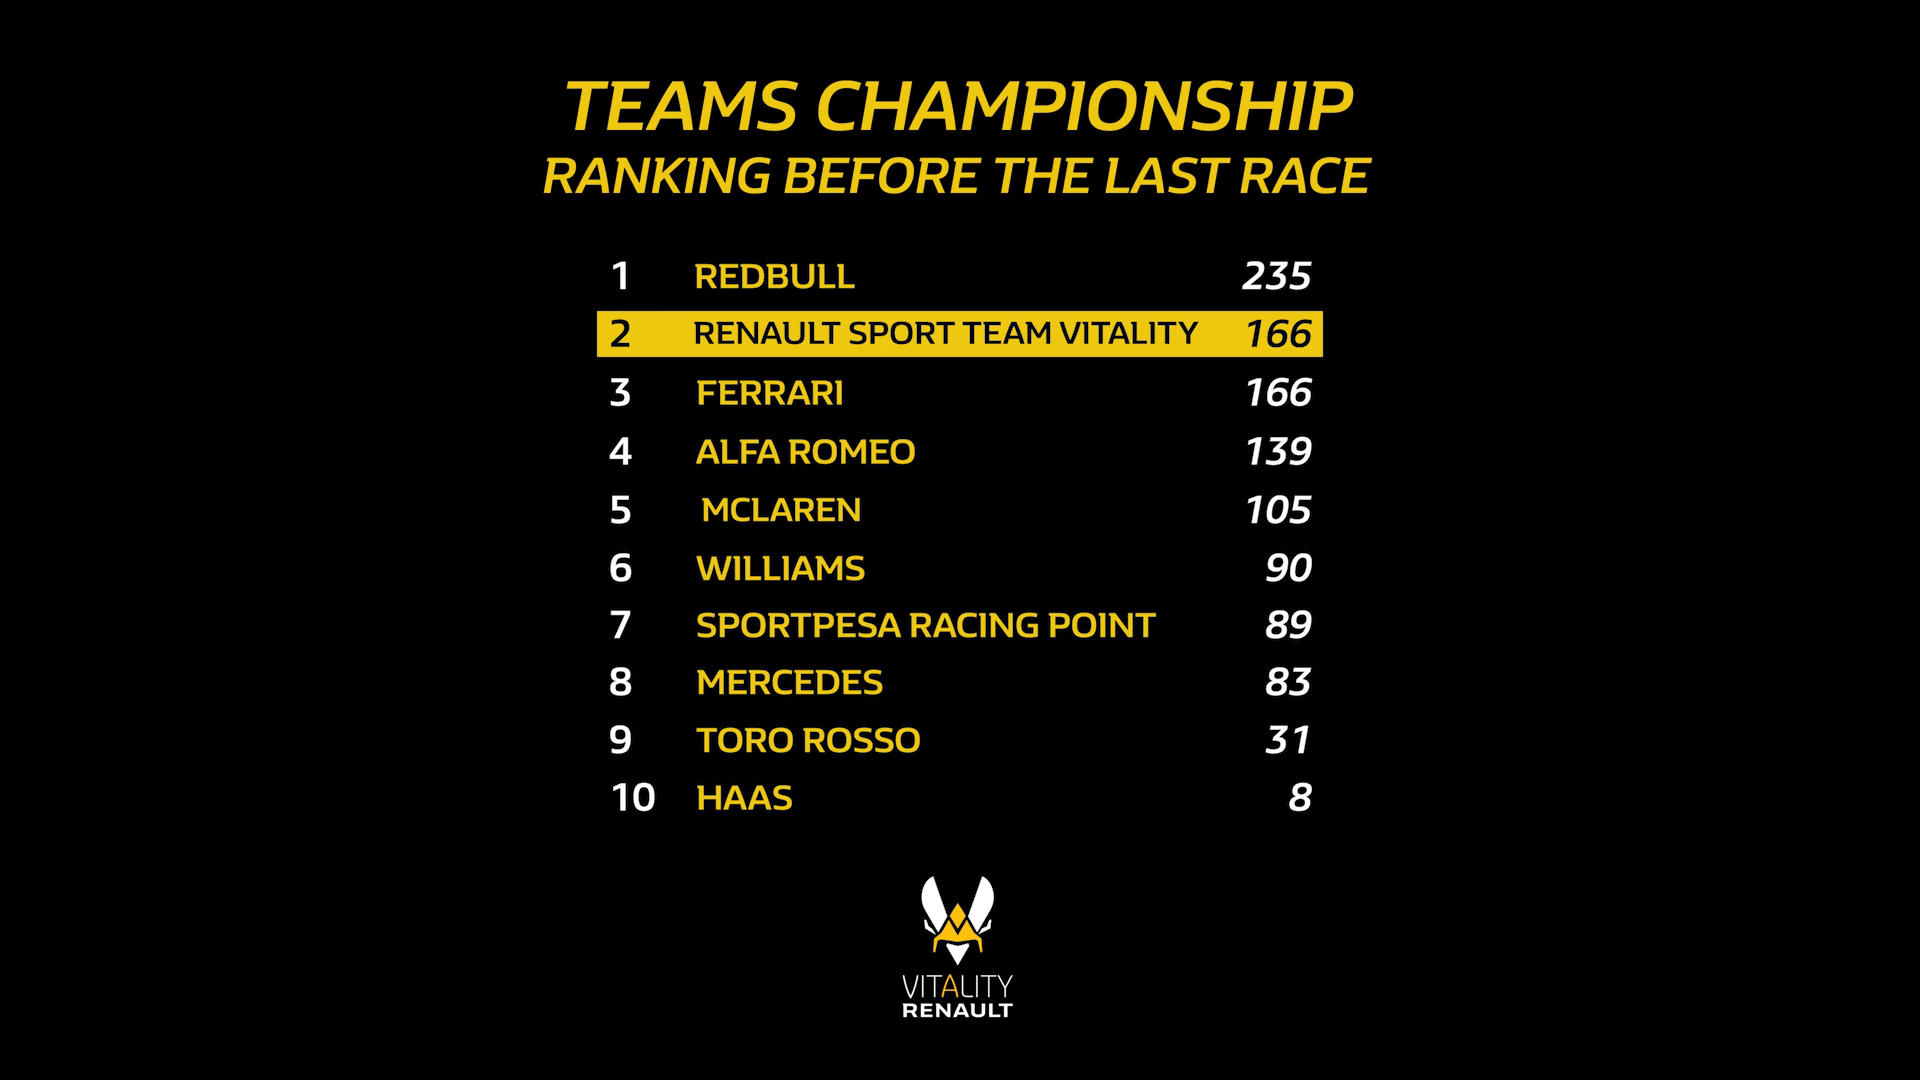 TEAMS CHAMPIONSHIP
RANKING BEFORE THE LAST RACE
1 REDBULL 235
2 RENAULT SPORT TEAM VITALITY 166
3 FERRARI 166
4 ALFA ROMEO 139
5 MCLAREN 105
6 WILLIAMS 90
7 SPORTPESA RACING POINT 89
8 MERCEDES 83
9 TORO ROSSO 31
10 HAAS 8
VITALITY
RENAULT